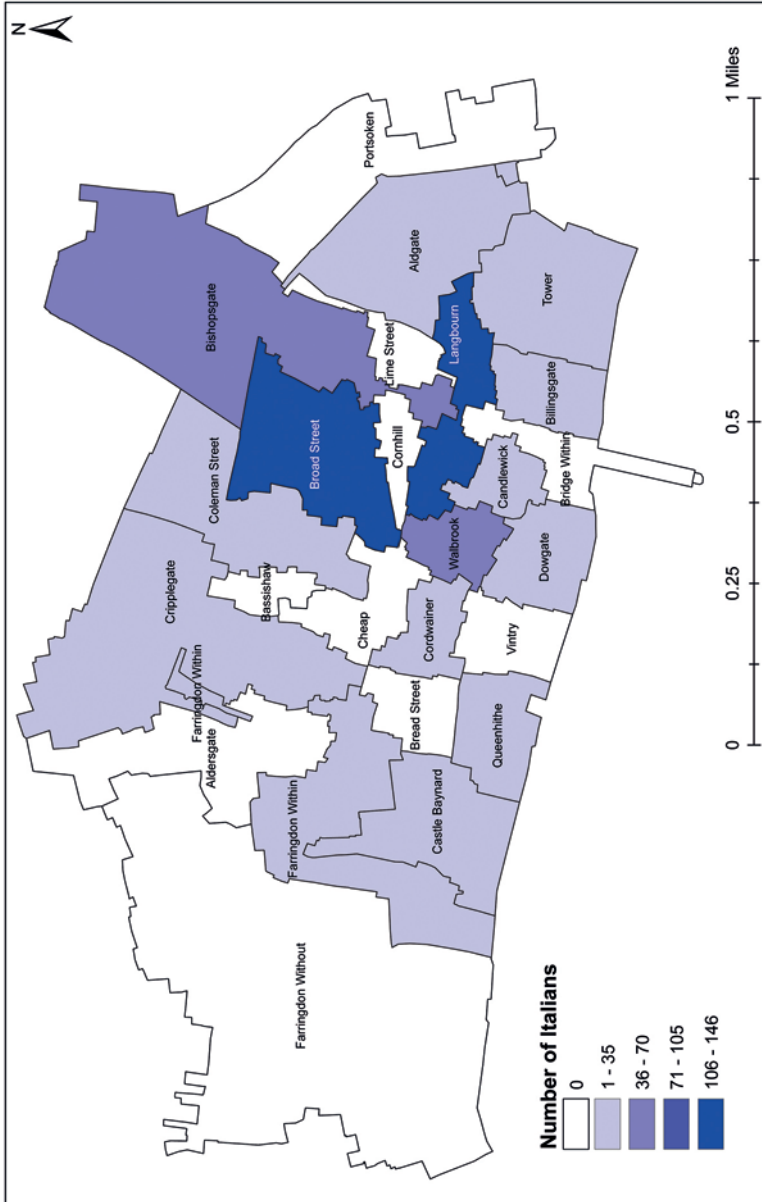 N
Portsoken
Bishopsgate
Aldgate
Tower
Lime Street
Langbourn
Billingsgate
Broad Street
Cornhill
Coleman Street
Candlewick
Bridge Within
Walbrook
Dowgate
Cripplegate
Bassishaw
Cheap
Cordwainer
Vintry
Farringdon Within
Aldersgate
Bread Street
Queenhithe
Farringdon Within
Castle Baynard
Farringdon Without
Number of Italians
0
1 - 35
36 - 70
71 - 105
106 - 146
0 0.25 0.5 1 Miles